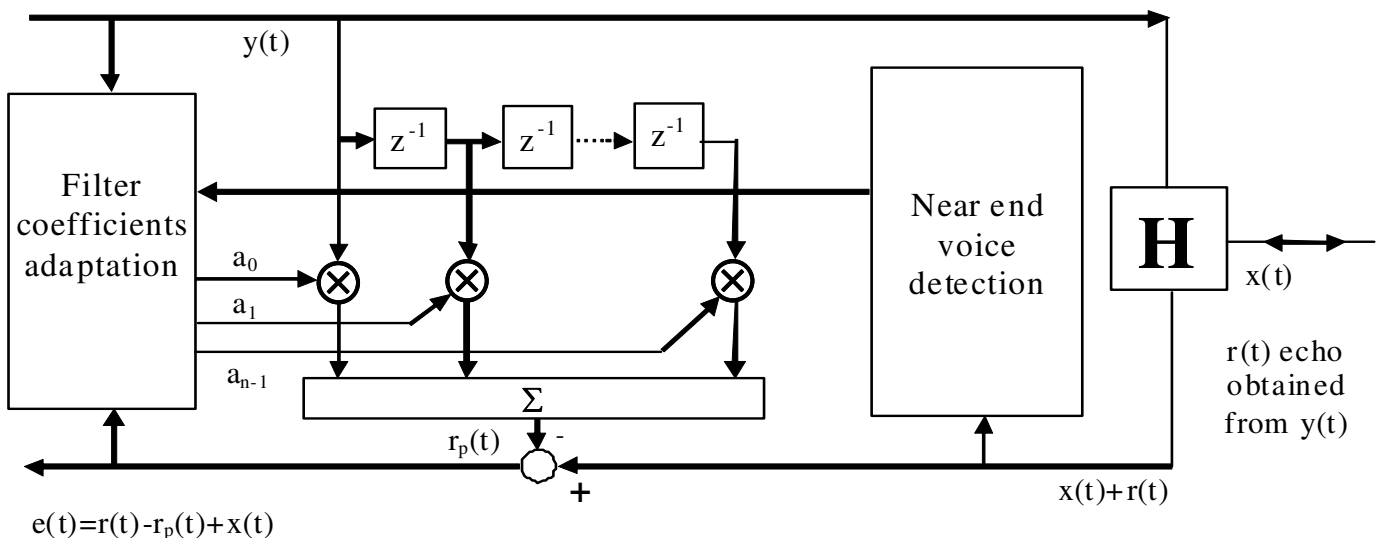 y(t)
z-1
z-1
z-1
Filter
coefficients
adaptation
Near end
voice
detection
H
a0
a1
an-1
x(t)
r(t) echo
obtained
from y(t)
Σ
rp(t)
-
+
x(t)+r(t)
e(t)=r(t)-rp(t)+x(t)